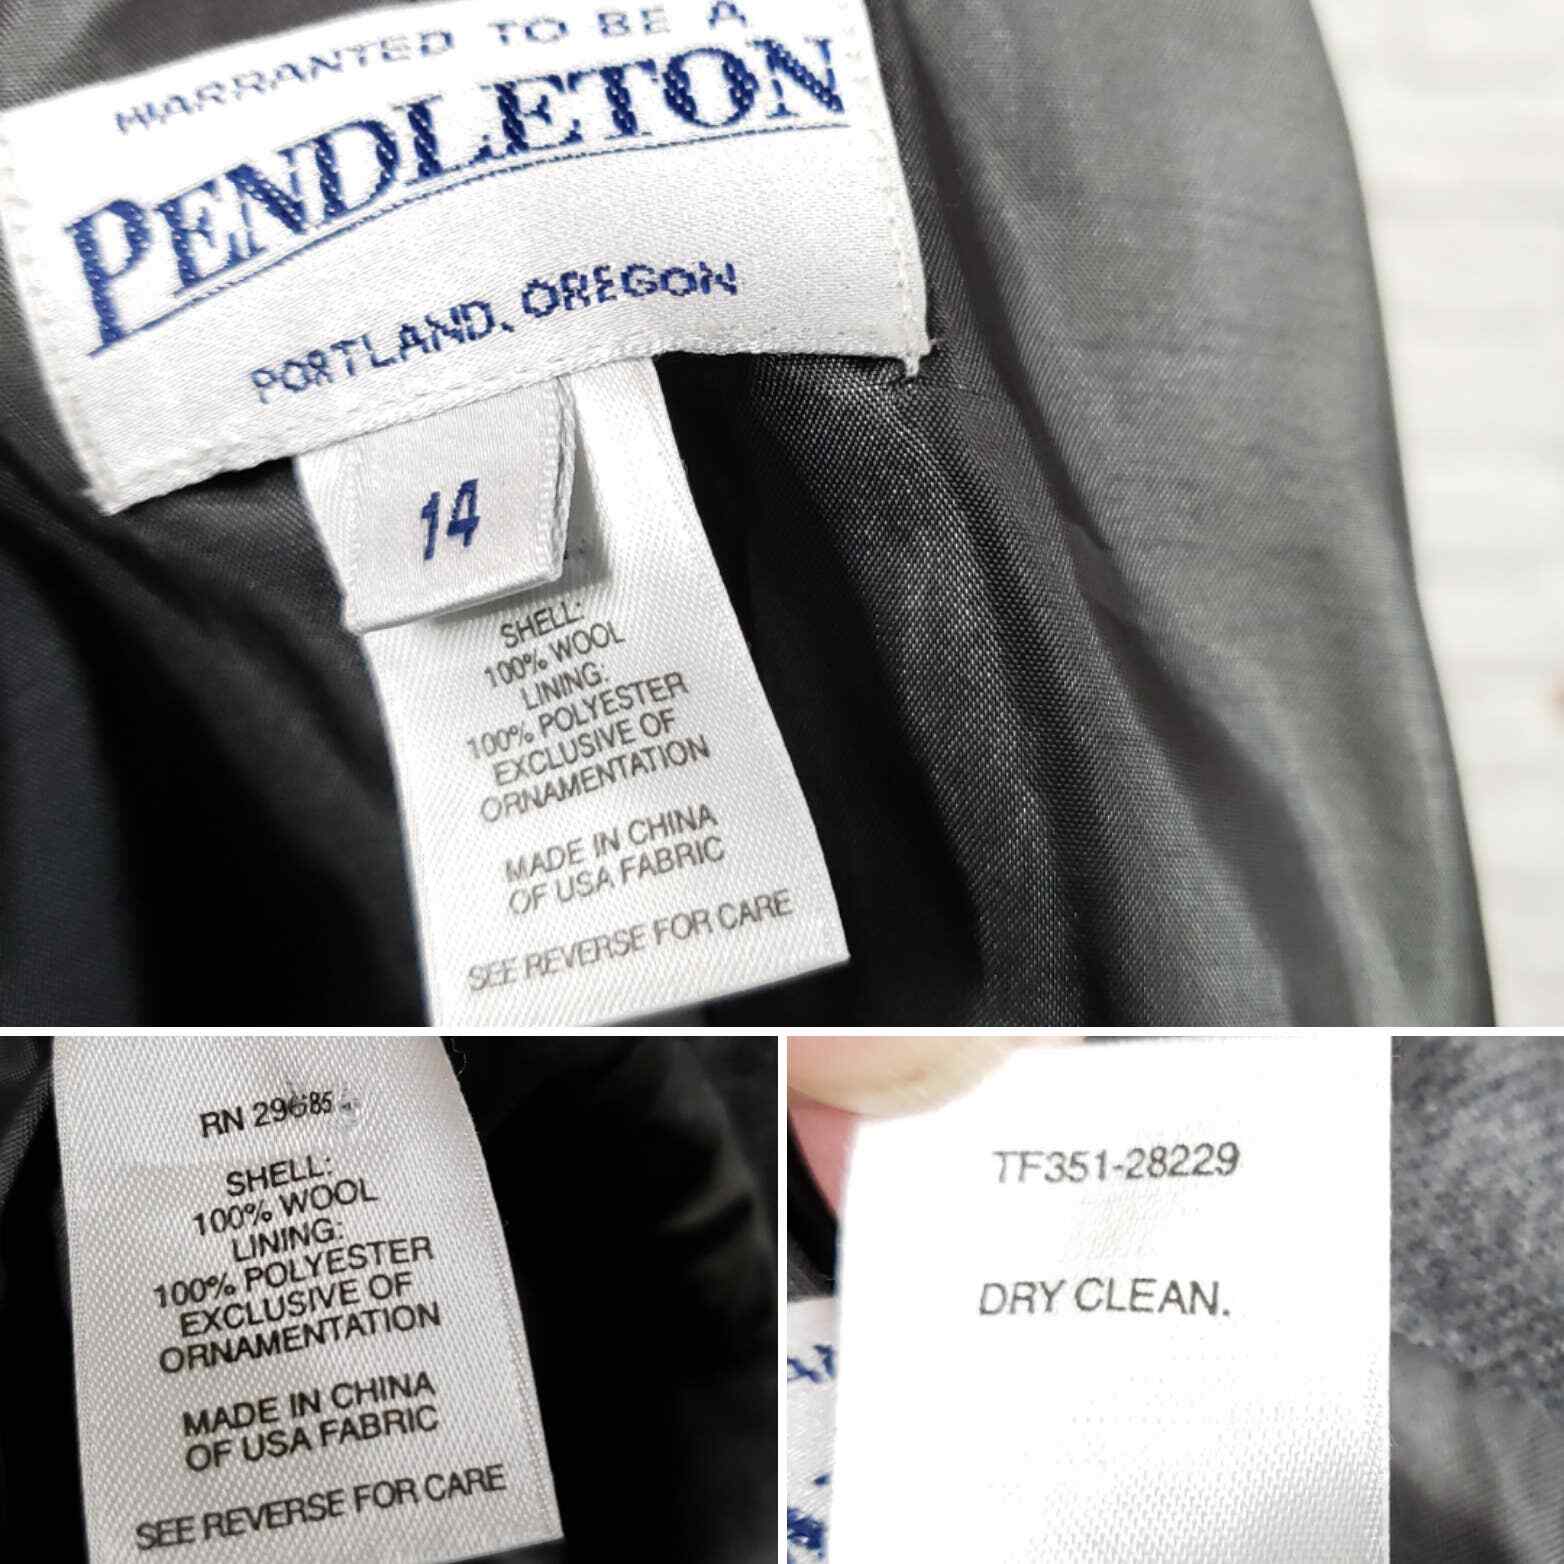 WARRANTED TO BE A
PENDLETON
PORTLAND, OREGON
14
SHELL:
100% WOOL
LINING:
100% POLYESTER
EXCLUSIVE OF
ORNAMENTATION
MADE IN CHINA
OF USA FABRIC
SEE REVERSE FOR CARE
RN 29685
SHELL:
100% WOOL
LINING:
100% POLYESTER
EXCLUSIVE OF
ORNAMENTATION
MADE IN CHINA
OF USA FABRIC
SEE REVERSE FOR CARE
TF351-28229
DRY CLEAN.